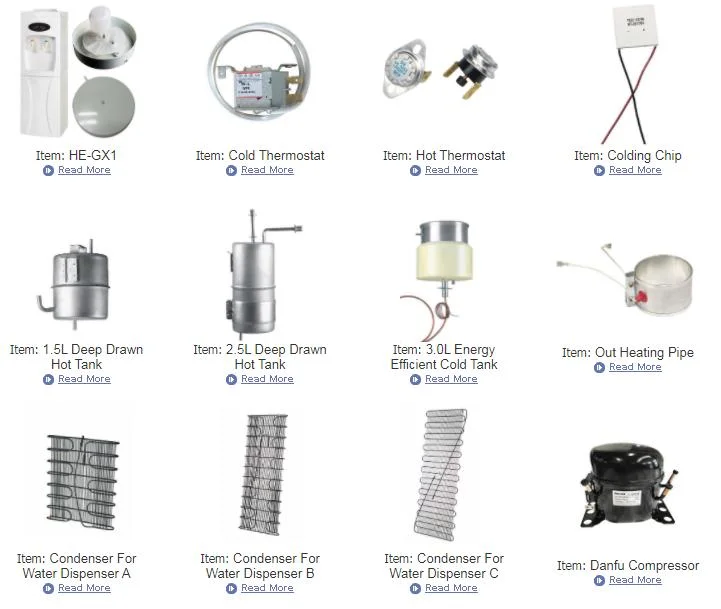 Item: HE-GX1
Read More
Item: Cold Thermostat
Read More
Item: Hot Thermostat
Read More
Item: Colding Chip
Read More
Item: 1.5L Deep Drawn
Hot Tank
Read More
Item: 2.5L Deep Drawn
Hot Tank
Read More
Item: 3.0L Energy
Efficient Cold Tank
Read More
Item: Out Heating Pipe
Read More
Item: Condenser For
Water Dispenser A
Read More
Item: Condenser For
Water Dispenser B
Read More
Item: Condenser For
Water Dispenser C
Read More
Item: Danfu Compressor
Read More